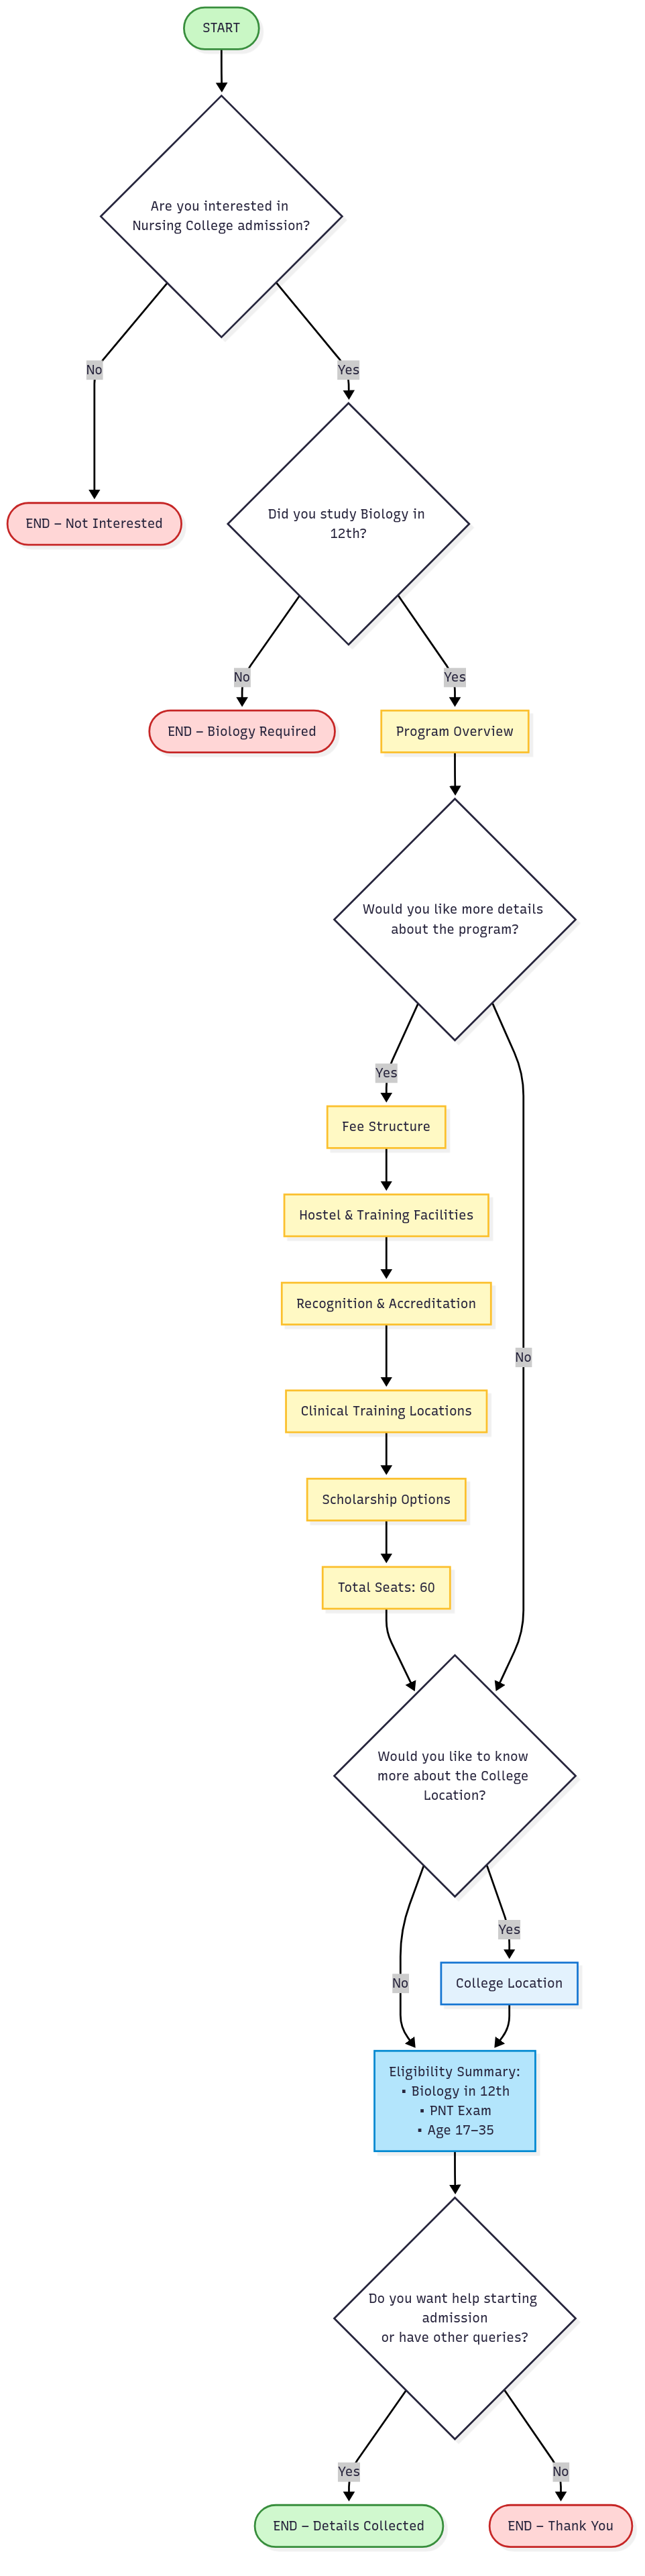 START
Are you interested in
Nursing College admission?
No
Yes
END – Not Interested
Did you study Biology in
12th?
No
Yes
END – Biology Required
Program Overview
Would you like more details
about the program?
Yes
Fee Structure
Hostel & Training Facilities
Recognition & Accreditation
No
Clinical Training Locations
Scholarship Options
Total Seats: 60
Would you like to know
more about the College
Location?
Yes
No
College Location
Eligibility Summary:
• Biology in 12th
• PNT Exam
• Age 17–35
Do you want help starting
admission
or have other queries?
Yes
No
END – Details Collected
END – Thank You